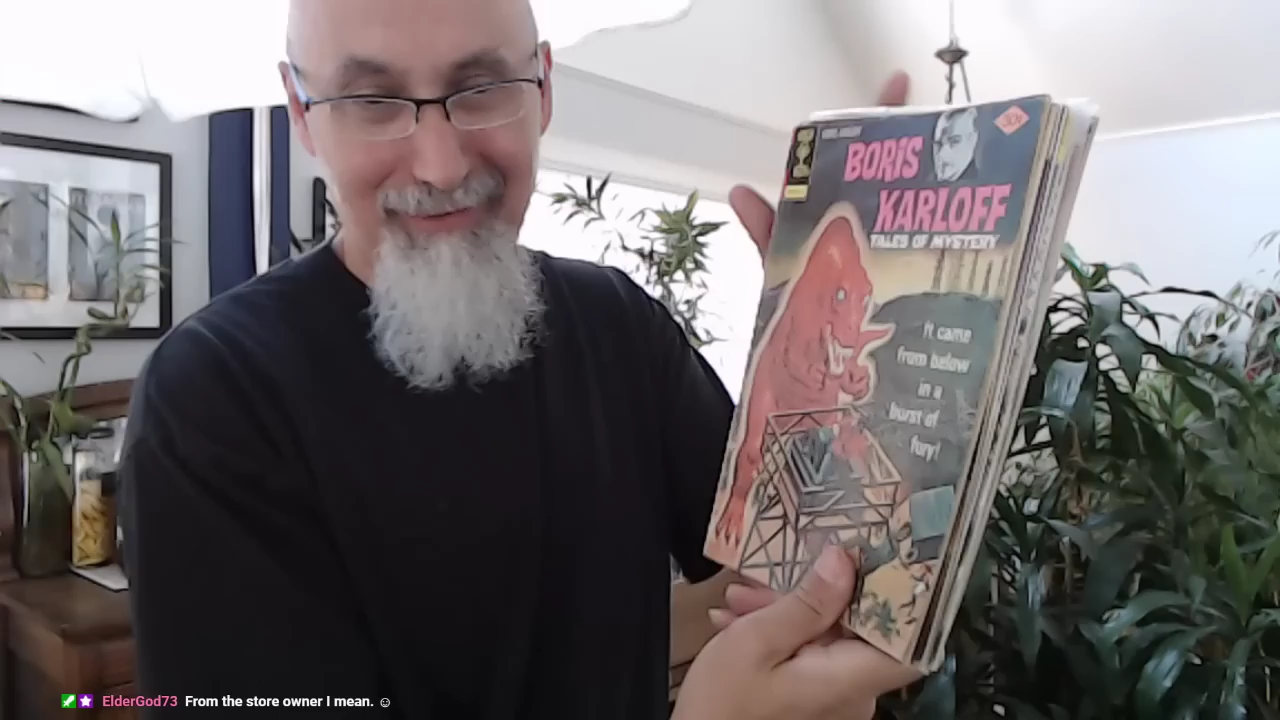 BORIS
KARLOFF
TALES OF MYSTERY
30¢
it came
from below
in a
burst of
fury!
ElderGod73 From the store owner I mean. ☺